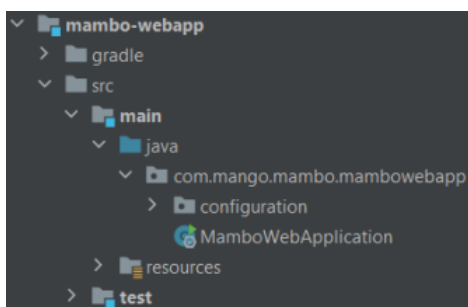 mambo-webapp
gradle
src
main
java
com.mango.mambo.mambowebapp
configuration
MamboWebApplication
resources
test